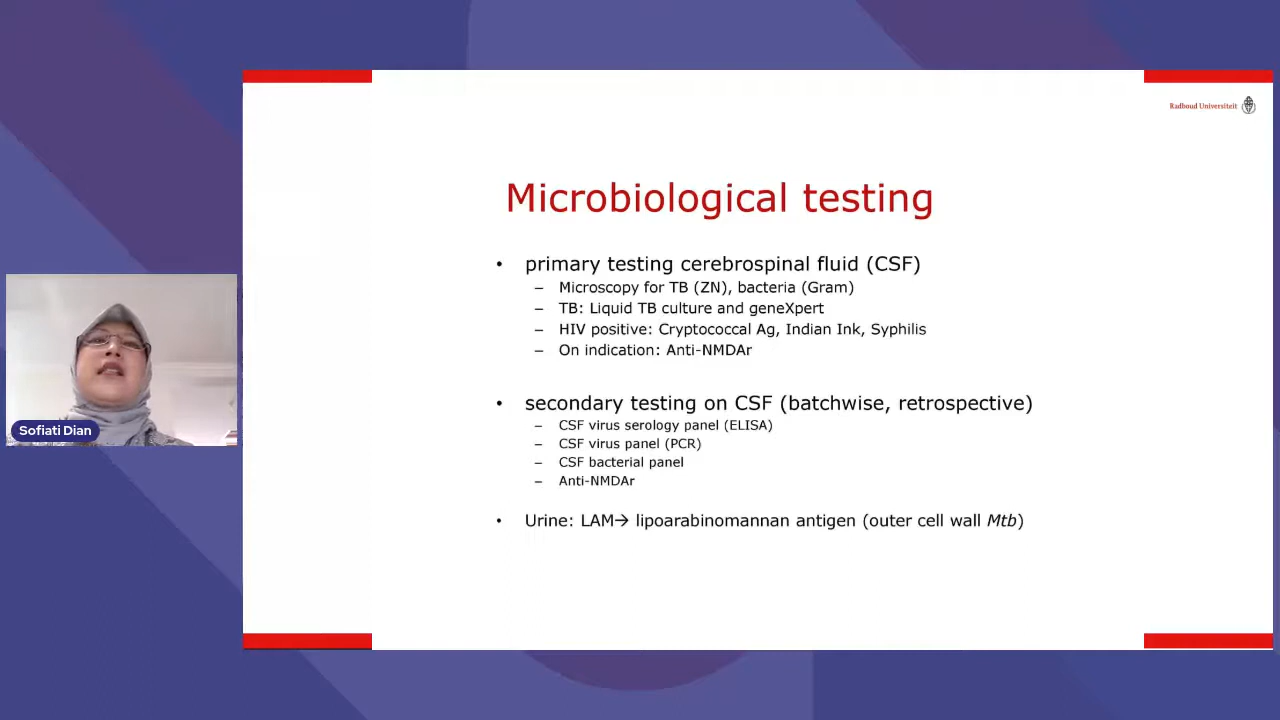 Radboud Universiteit
Microbiological testing
• primary testing cerebrospinal fluid (CSF)
– Microscopy for TB (ZN), bacteria (Gram)
– TB: Liquid TB culture and geneXpert
– HIV positive: Cryptococcal Ag, Indian Ink, Syphilis
– On indication: Anti-NMDAr
• secondary testing on CSF (batchwise, retrospective)
– CSF virus serology panel (ELISA)
– CSF virus panel (PCR)
– CSF bacterial panel
– Anti-NMDAr
• Urine: LAM→ lipoarabinomannan antigen (outer cell wall Mtb)
Sofiati Dian